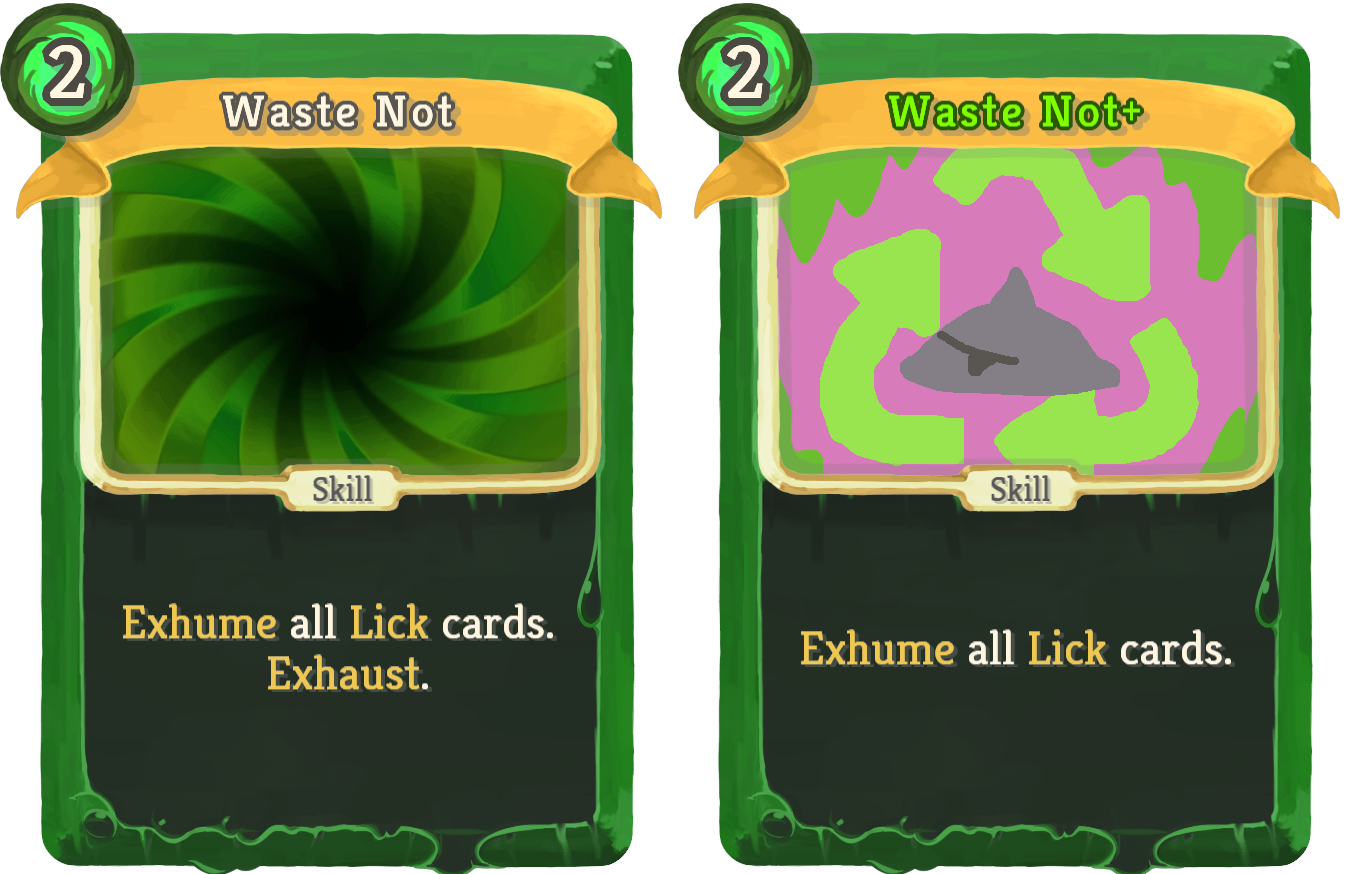 2
Waste Not
Skill
Exhume all Lick cards.
Exhaust.
2
Waste Not+
Skill
Exhume all Lick cards.